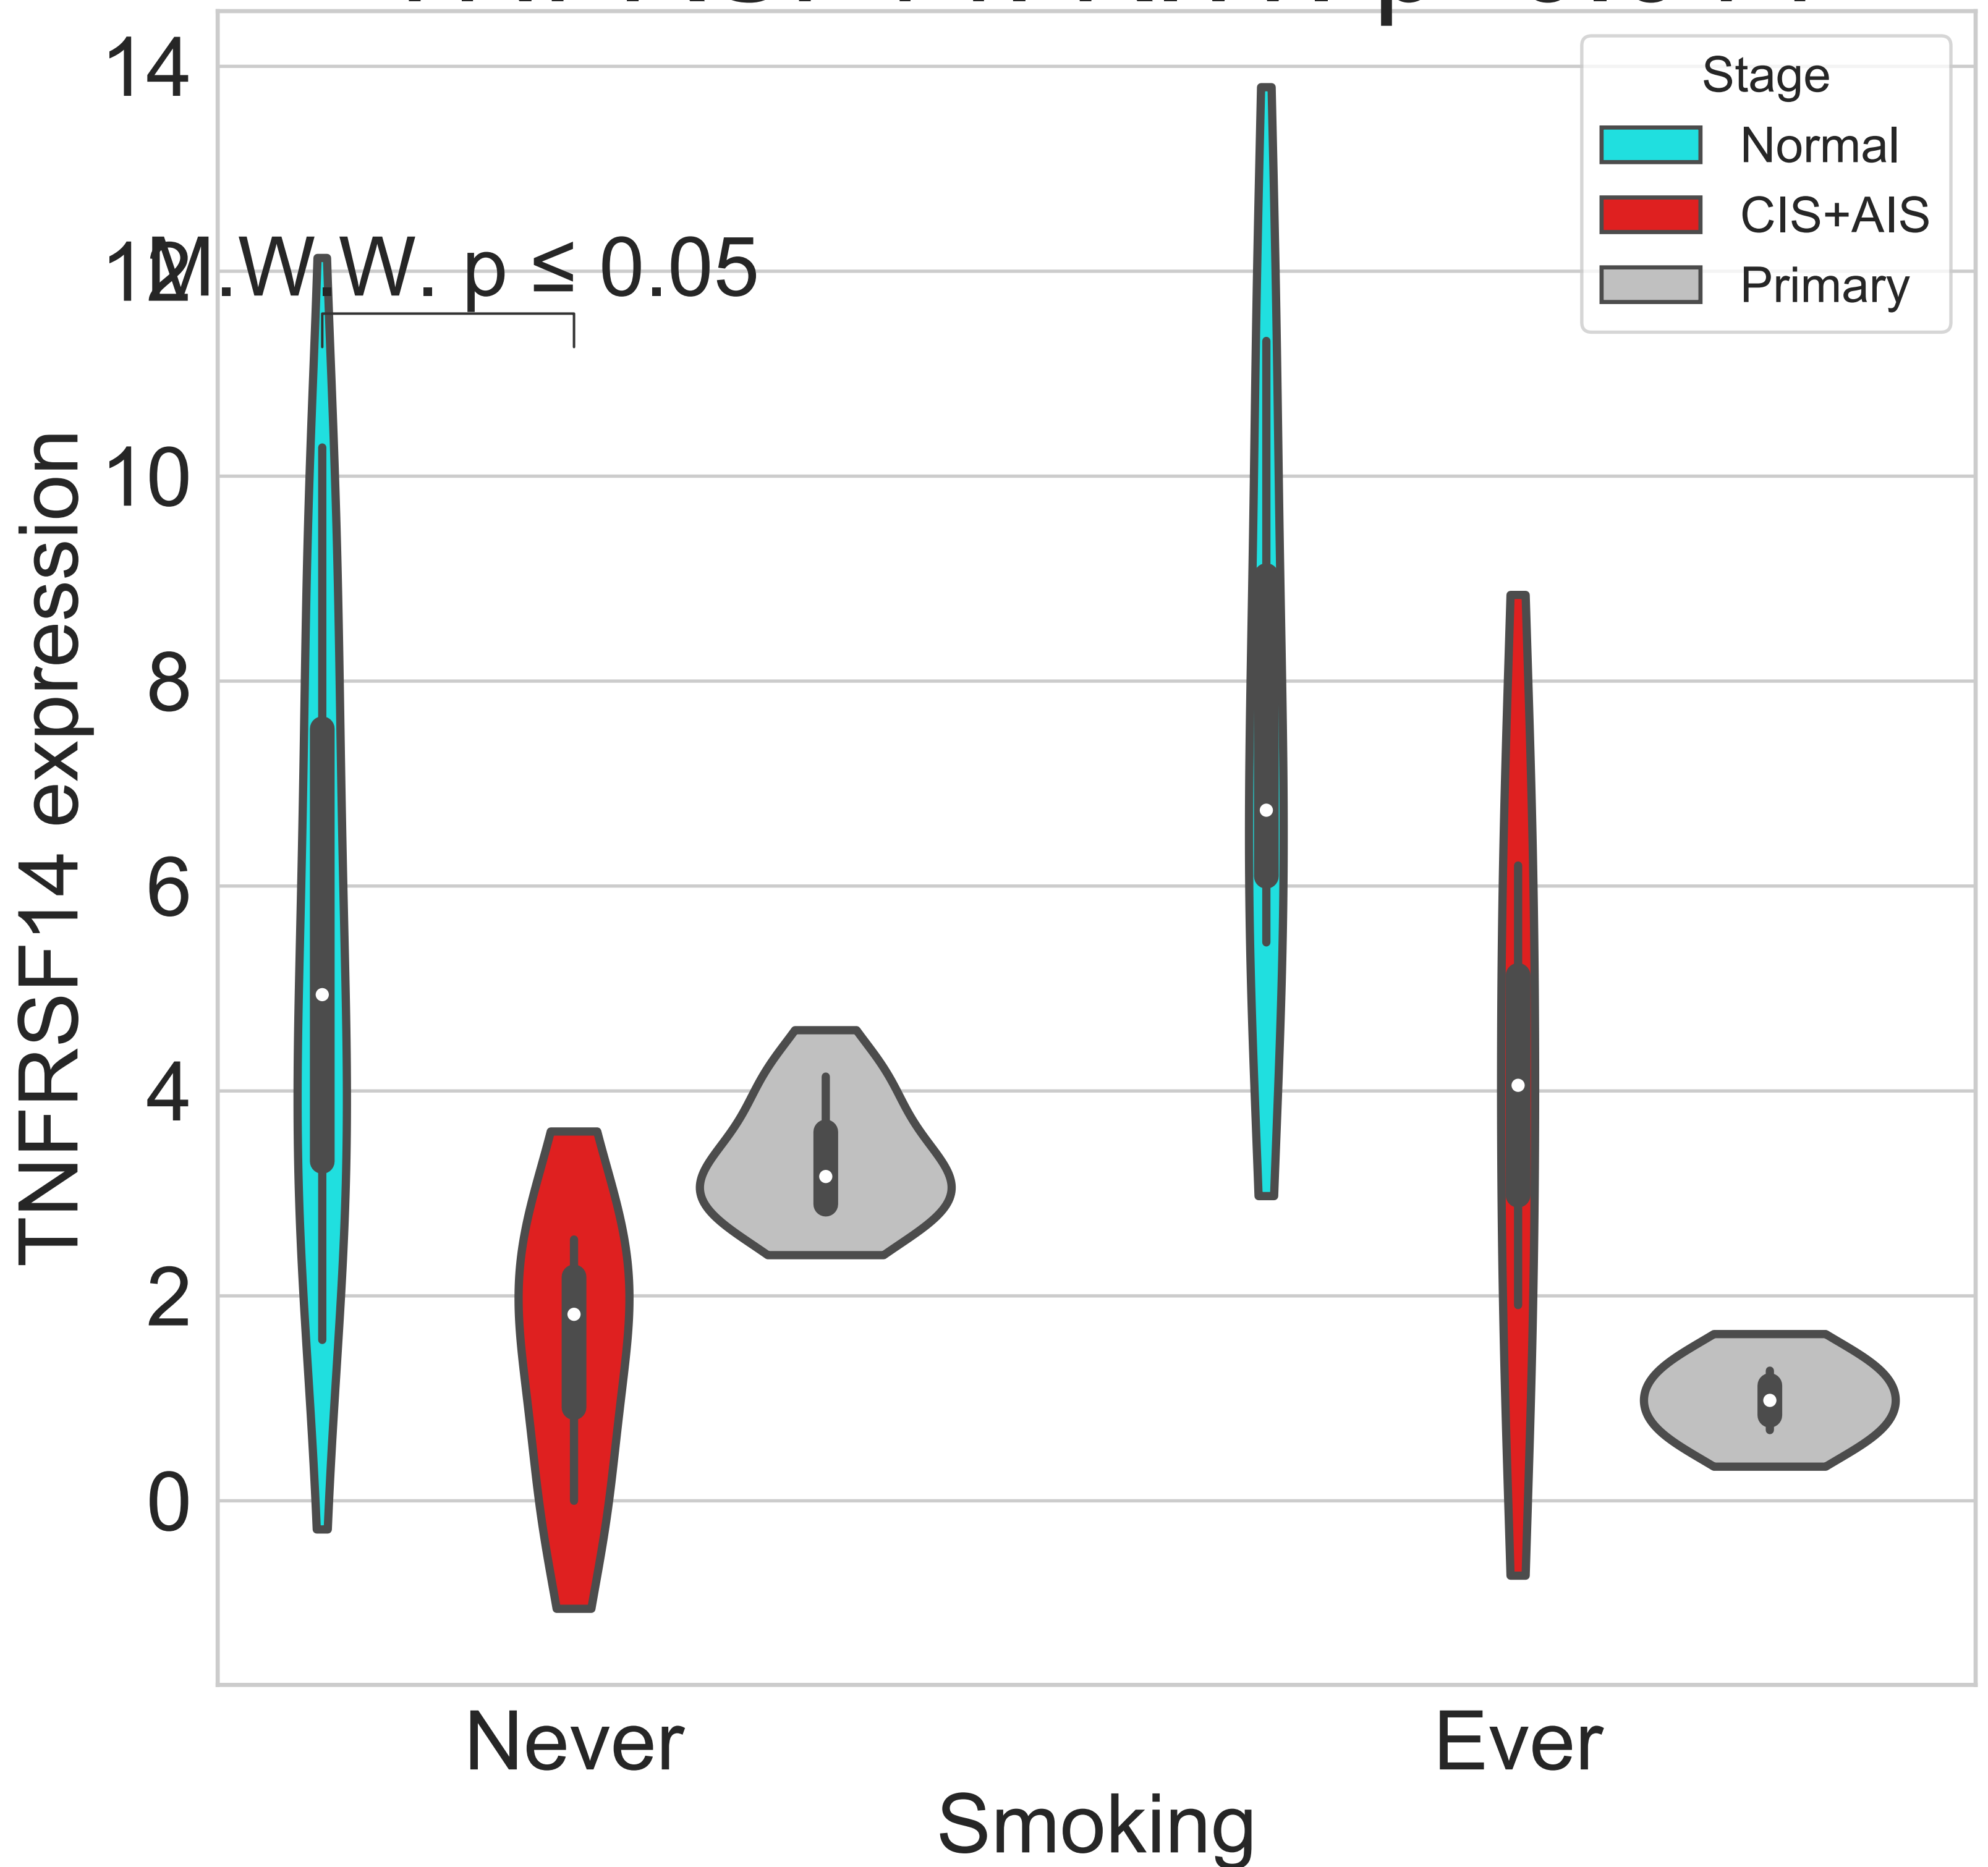 14
Stage
Normal
CIS+AIS
Primary
12
M.W.W. p ≤ 0.05
10
8
6
4
2
0
TNFRSF14 expression
Never
Ever
Smoking